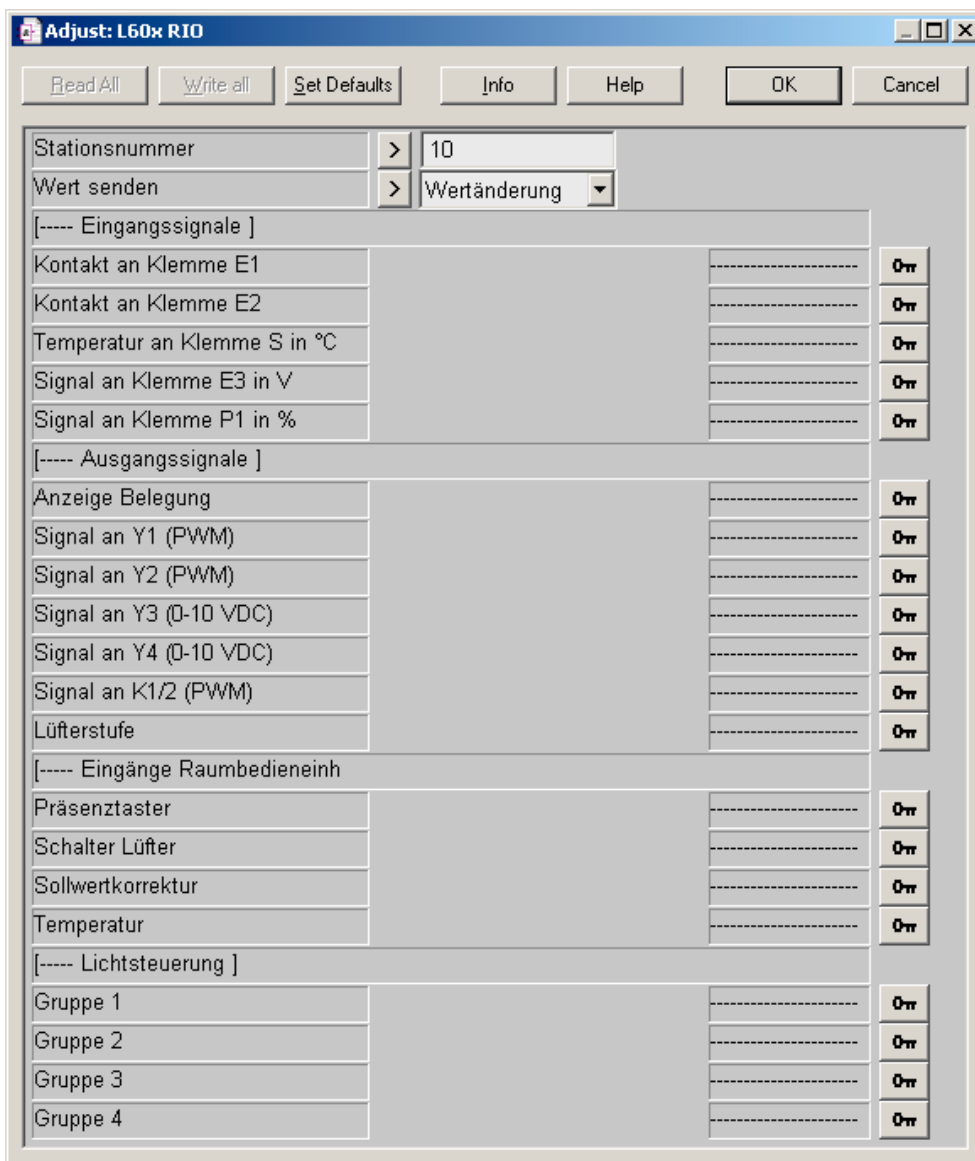 Adjust: L60x RIO
Read All Write all Set Defaults Info Help OK Cancel
Stationsnummer > 10
Wert senden > Wertänderung
[----- Eingangssignale ]
Kontakt an Klemme E1 ---------------------
Kontakt an Klemme E2 ---------------------
Temperatur an Klemme S in °C ---------------------
Signal an Klemme E3 in V ---------------------
Signal an Klemme P1 in % ---------------------
[----- Ausgangssignale ]
Anzeige Belegung ---------------------
Signal an Y1 (PWM) ---------------------
Signal an Y2 (PWM) ---------------------
Signal an Y3 (0-10 VDC) ---------------------
Signal an Y4 (0-10 VDC) ---------------------
Signal an K1/2 (PWM) ---------------------
Lüfterstufe ---------------------
[----- Eingänge Raumbedieneinh
Präsenztaster ---------------------
Schalter Lüfter ---------------------
Sollwertkorrektur ---------------------
Temperatur ---------------------
[----- Lichtsteuerung ]
Gruppe 1 ---------------------
Gruppe 2 ---------------------
Gruppe 3 ---------------------
Gruppe 4 ---------------------